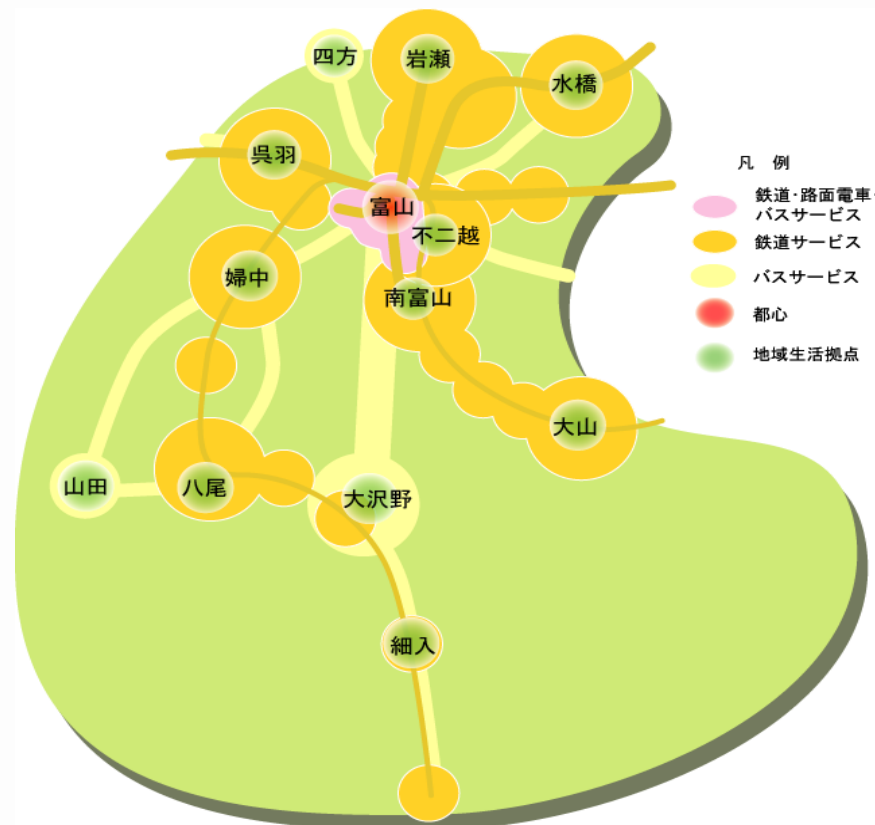 四方
岩瀬
水橋
呉羽
富山
不二越
婦中
南富山
大山
山田
八尾
大沢野
細入
凡 例
鉄道・路面電車・
バスサービス
鉄道サービス
バスサービス
都心
地域生活拠点